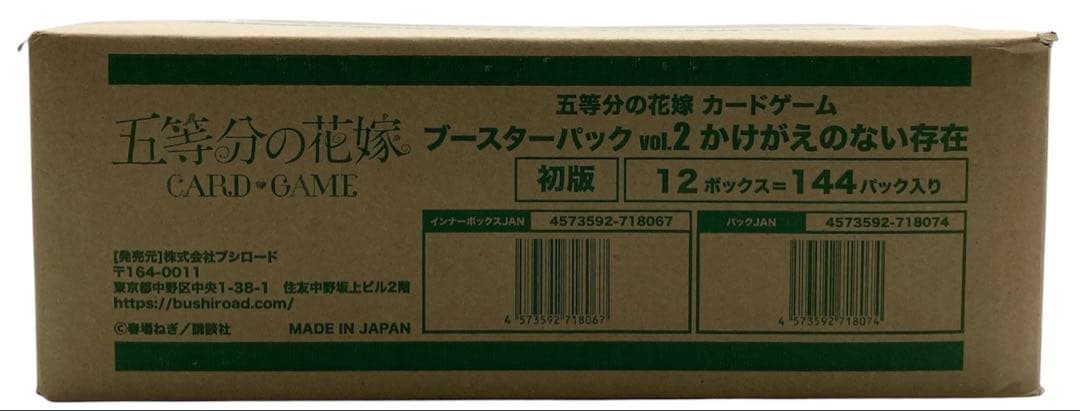 五等分の花嫁
CARD GAME
五等分の花嫁 カードゲーム
ブースターパック vol.2 かけがえのない存在
初版
12ボックス=144パック入り
インナーボックスJAN 4573592-718067
4 573592 718067
パックJAN 4573592-718074
4 573592 718074
[発売元]株式会社ブシロード
〒164-0011
東京都中野区中央1-38-1 住友中野坂上ビル2階
https://bushiroad.com/
©春場ねぎ/講談社 MADE IN JAPAN